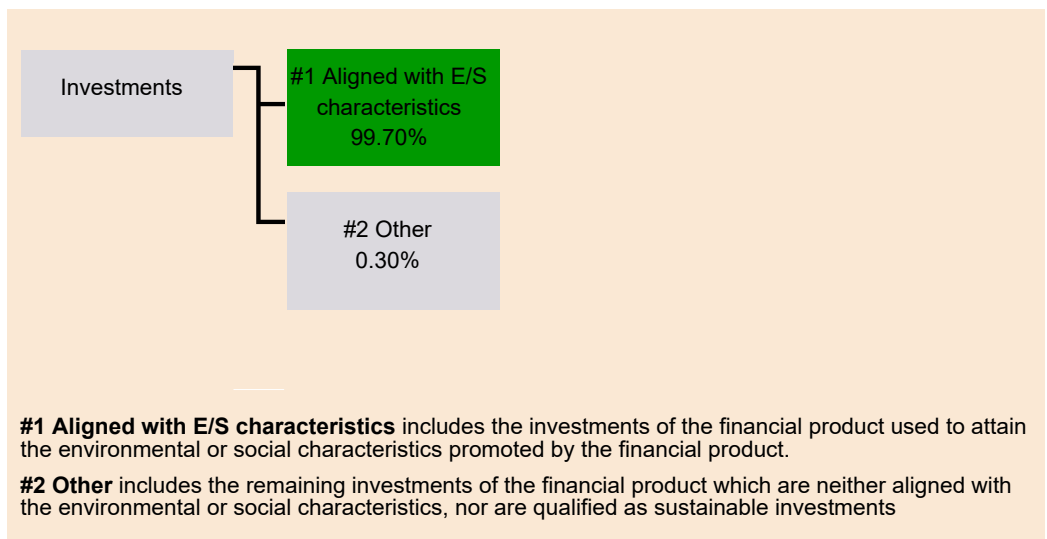 Investments
#1 Aligned with E/S
characteristics
99.70%
#2 Other
0.30%
#1 Aligned with E/S characteristics includes the investments of the financial product used to attain
the environmental or social characteristics promoted by the financial product.
#2 Other includes the remaining investments of the financial product which are neither aligned with
the environmental or social characteristics, nor are qualified as sustainable investments